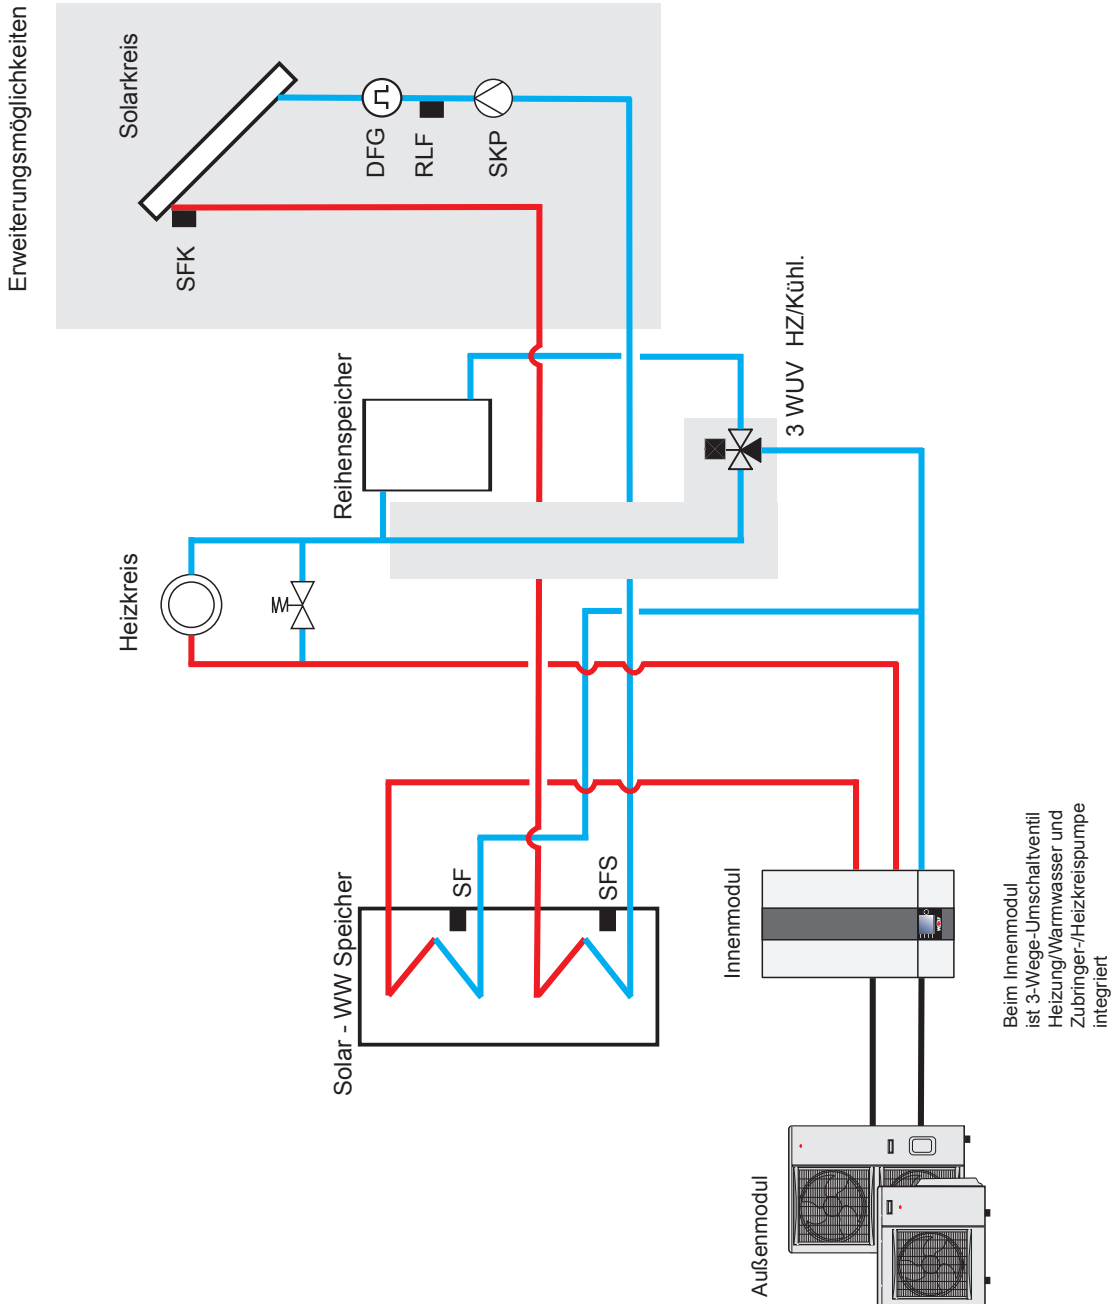 Erweiterungsmöglichkeiten
Solarkreis
DFG
RLF
SKP
SFK
3 WUV HZ/Kühl.
Reihenspeicher
Heizkreis
SF
SFS
Solar - WW Speicher
Innenmodul
Beim Innenmodul
ist 3-Wege-Umschaltventil
Heizung/Warmwasser und
Zubringer-/Heizkreispumpe
integriert
Außenmodul